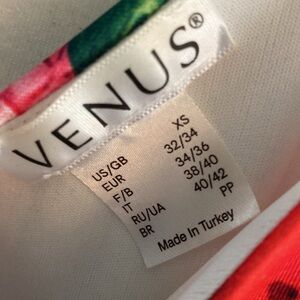 VENUS®
US/GB XS
EUR 32/34
F/B 34/36
IT 38/40
RU/UA 40/42
BR PP
Made In Turkey